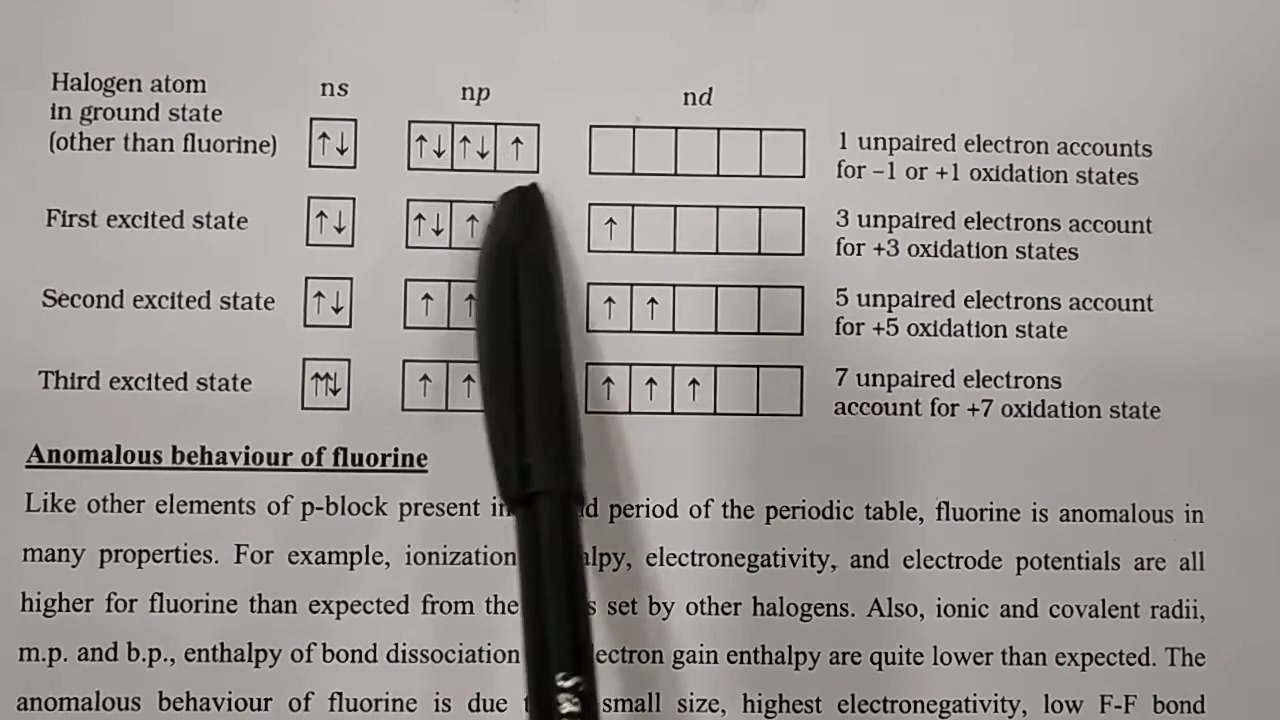 Halogen atom ns np nd
in ground state
(other than fluorine) ↑↓ ↑↓ ↑↓ ↑ 1 unpaired electron accounts
for –1 or +1 oxidation states
First excited state ↑↓ ↑↓ ↑ ↑ 3 unpaired electrons account
for +3 oxidation states
Second excited state ↑↓ ↑ ↑ ↑ ↑ 5 unpaired electrons account
for +5 oxidation state
Third excited state ↑↑↓ ↑ ↑ ↑ ↑ ↑ 7 unpaired electrons
account for +7 oxidation state
Anomalous behaviour of fluorine
Like other elements of p-block present in period of the periodic table, fluorine is anomalous in
many properties. For example, ionization electronegativity, and electrode potentials are all
higher for fluorine than expected from the set by other halogens. Also, ionic and covalent radii,
m.p. and b.p., enthalpy of bond dissociation gain enthalpy are quite lower than expected. The
anomalous behaviour of fluorine is due small size, highest electronegativity, low F-F bond